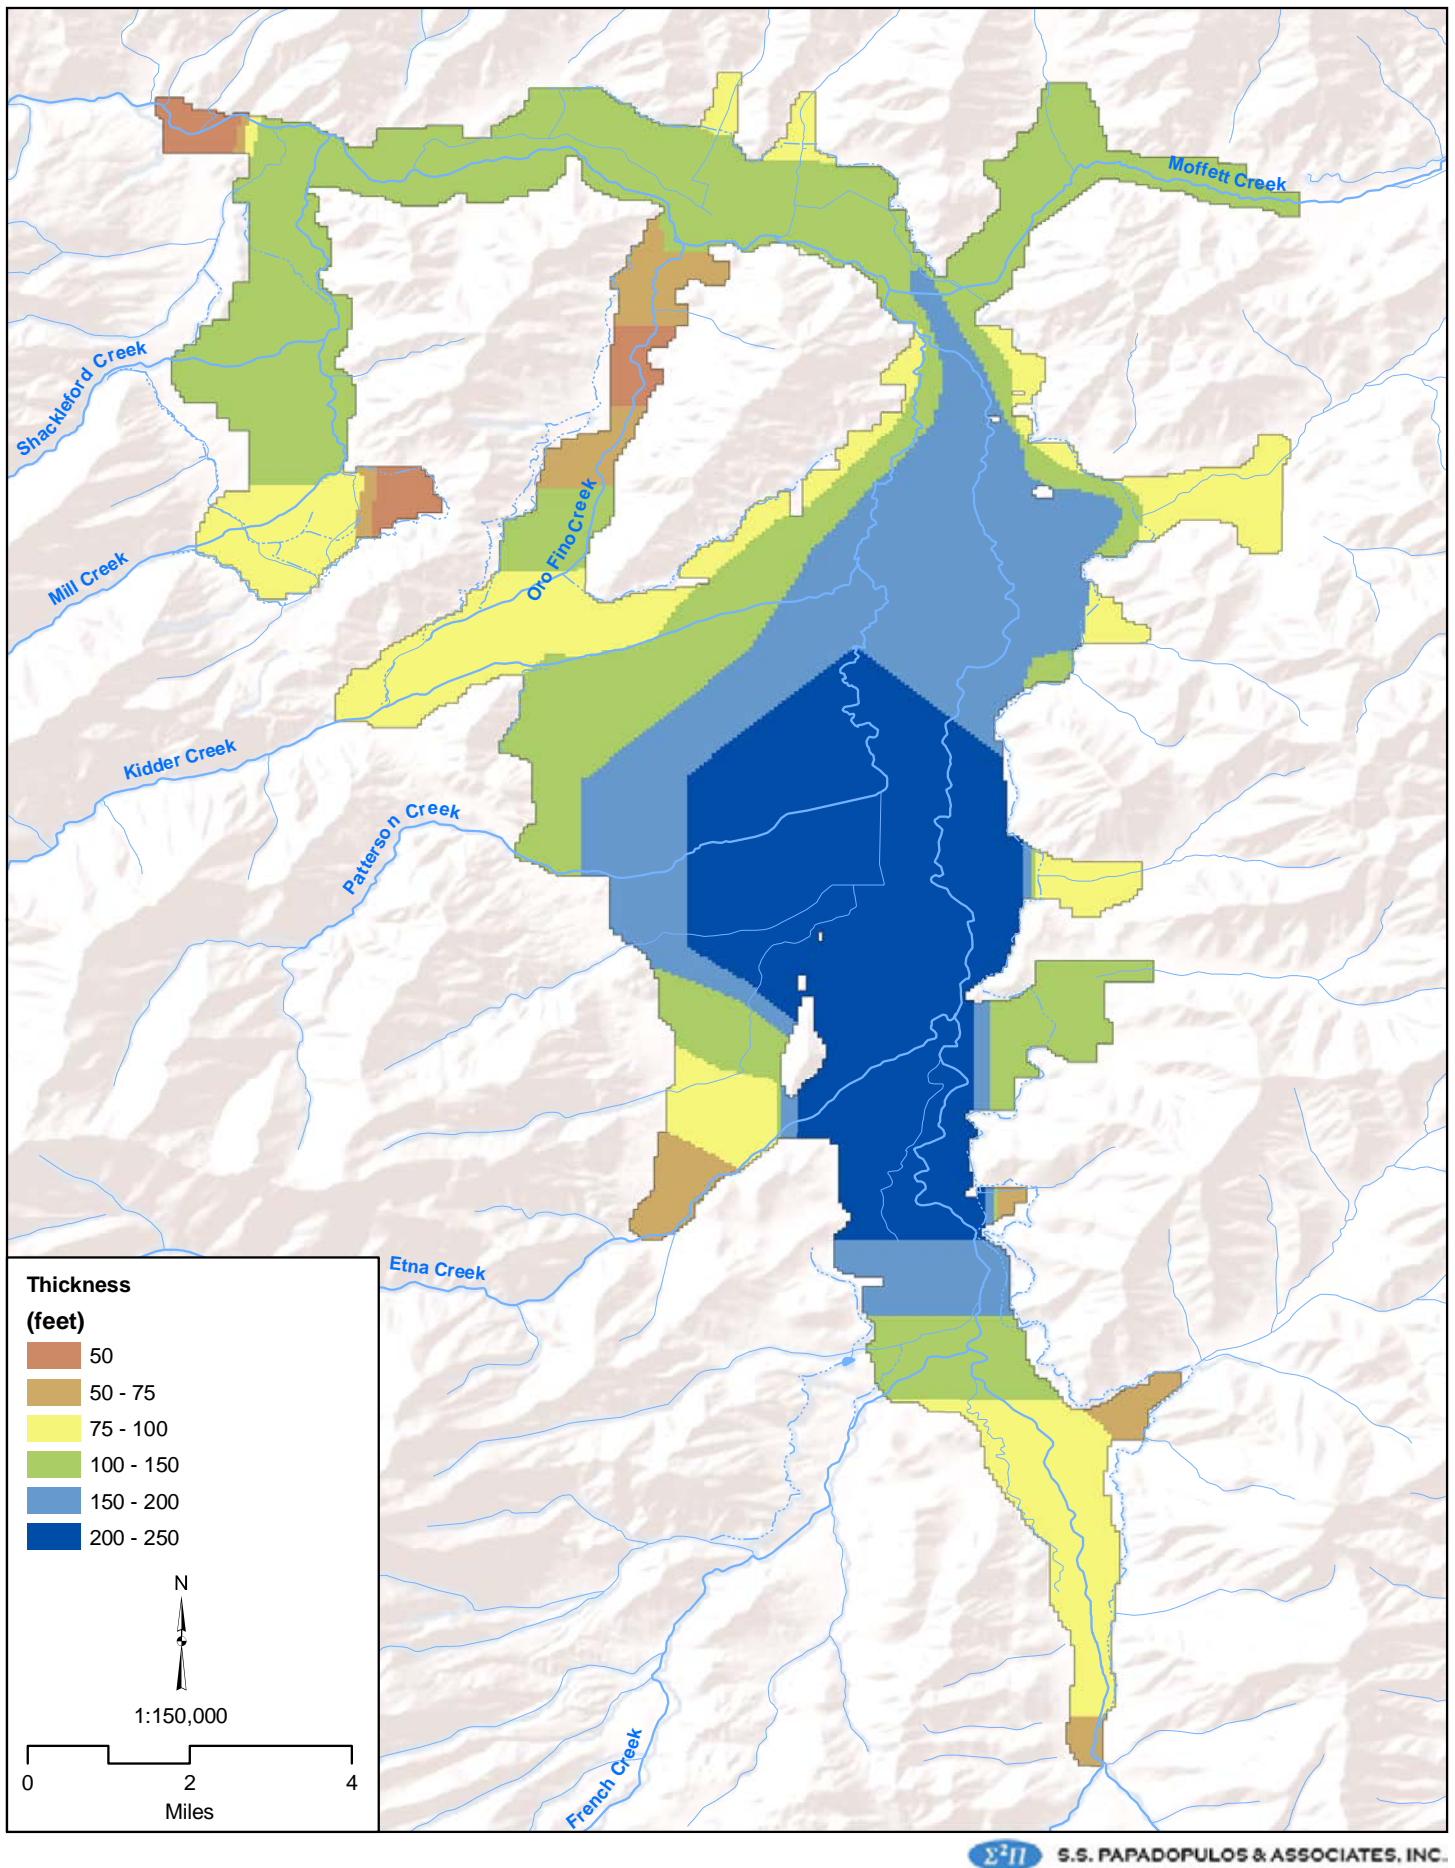 Moffett Creek
Shackleford Creek
Mill Creek
Oro Fino Creek
Kidder Creek
Patterson Creek
Etna Creek
French Creek
Thickness
(feet)
50
50 - 75
75 - 100
100 - 150
150 - 200
200 - 250
N
1:150,000
0 2 4
Miles
Σ²Π S.S. PAPADOPULOS & ASSOCIATES, INC.